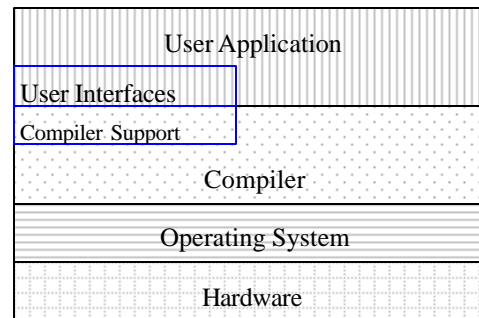 User Application
User Interfaces
Compiler Support
Compiler
Operating System
Hardware